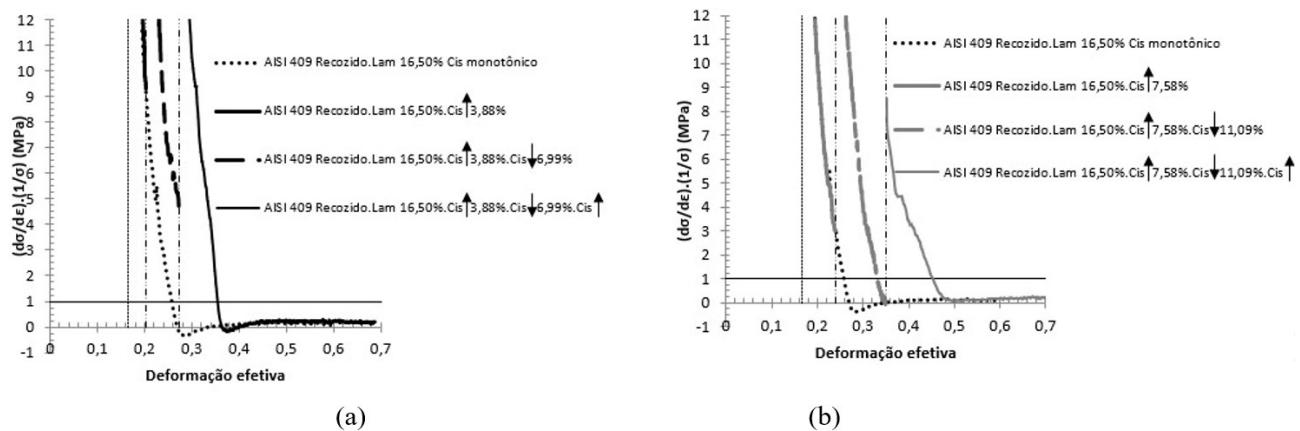 12
11
10
9
8
7
6
5
4
3
2
1
0
-1
(dσ/dε).(1/σ) (MPa)
AISI 409 Recozido.Lam 16,50% Cis monotônico
AISI 409 Recozido.Lam 16,50%.Cis↑3,88%
AISI 409 Recozido.Lam 16,50%.Cis↑3,88%.Cis↓6,99%
AISI 409 Recozido.Lam 16,50%.Cis↑3,88%.Cis↓6,99%.Cis↑
0 0,1 0,2 0,3 0,4 0,5 0,6 0,7
Deformação efetiva
(a)
12
11
10
9
8
7
6
5
4
3
2
1
0
-1
(dσ/dε).(1/σ) (MPa)
AISI 409 Recozido.Lam 16,50% Cis monotônico
AISI 409 Recozido.Lam 16,50%.Cis↑7,58%
AISI 409 Recozido.Lam 16,50%.Cis↑7,58%.Cis↓11,09%
AISI 409 Recozido.Lam 16,50%.Cis↑7,58%.Cis↓11,09%.Cis↑
0 0,1 0,2 0,3 0,4 0,5 0,6 0,7
Deformação efetiva
(b)